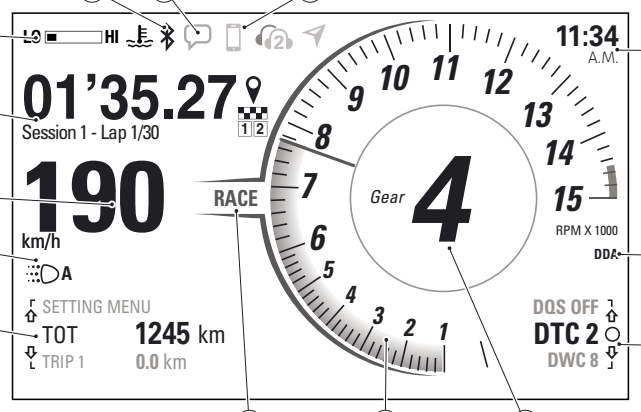 LO HI
2
11:34
A.M.
01'35.27
1 2
Session 1 - Lap 1/30
190
km/h
A
RACE
Gear 4
1
2
3
4
5
6
7
8
9
10
11
12
13
14
15
RPM X 1000
DDA
SETTING MENU
TOT 1245 km
TRIP 1 0.0 km
DQS OFF
DTC 2
DWC 8